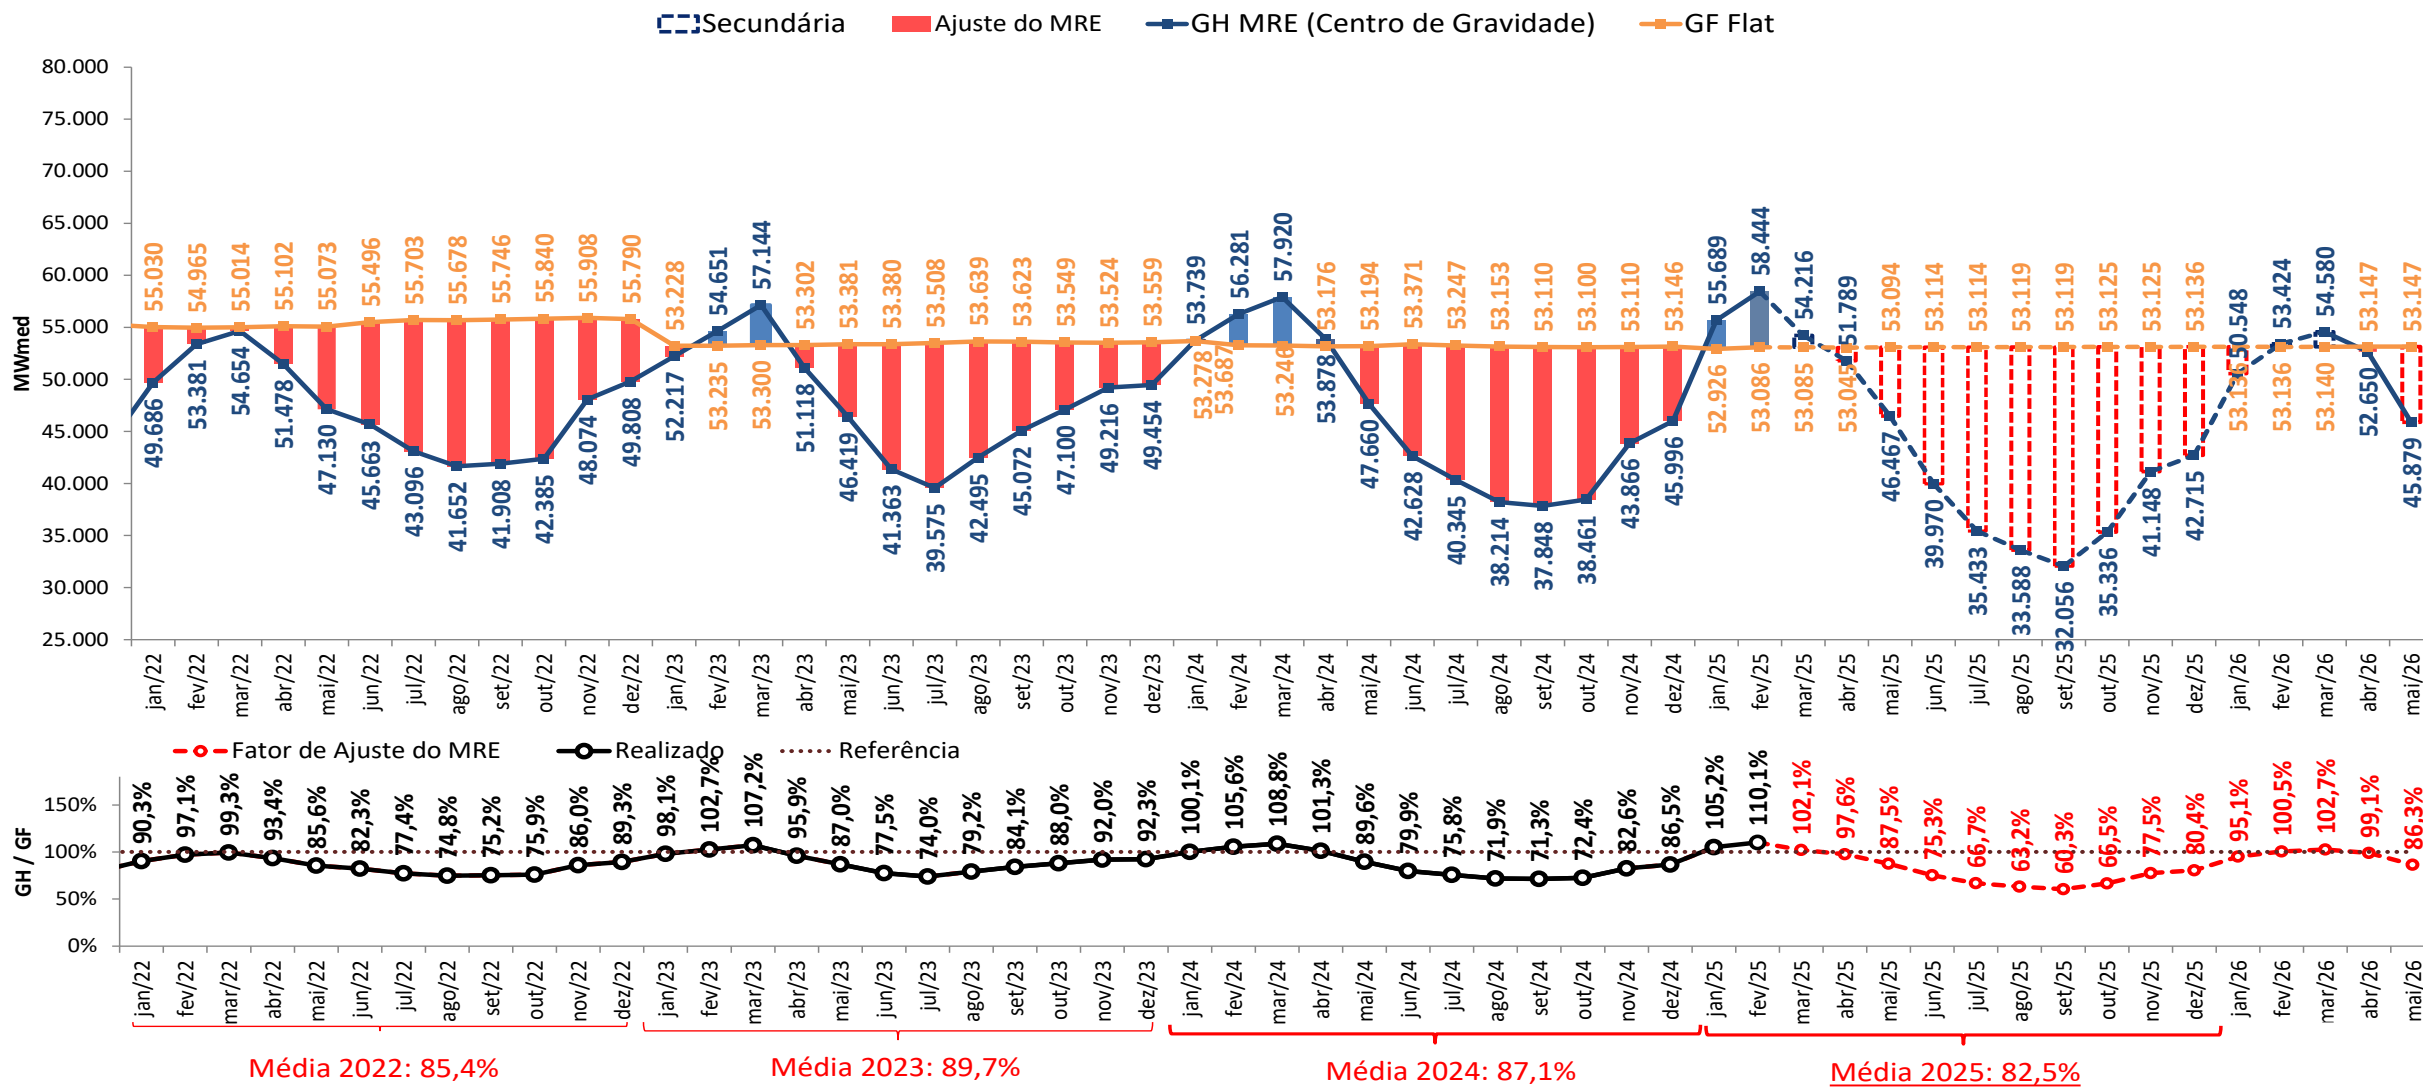 Secundária Ajuste do MRE GH MRE (Centro de Gravidade) GF Flat
MWmed
80.000
75.000
70.000
65.000
60.000
55.000
50.000
45.000
40.000
35.000
30.000
25.000
55.030 54.965 55.014 55.102 55.073 55.496 55.703 55.678 55.746 55.840 55.908 55.790 53.228 53.235 53.300 53.302 53.381 53.380 53.508 53.639 53.623 53.549 53.524 53.559 53.278 53.687 53.246 53.176 53.194 53.371 53.247 53.153 53.110 53.100 53.110 53.146 52.926 53.086 53.085 53.045 53.094 53.114 53.114 53.119 53.119 53.125 53.125 53.136 53.136 53.136 53.140 53.147 53.147
49.686 53.381 54.654 51.478 47.130 45.663 43.096 41.652 41.908 42.385 48.074 49.808 52.217 54.651 57.144 51.118 46.419 41.363 39.575 42.495 45.072 47.100 49.216 49.454 53.739 56.281 57.920 53.878 47.660 42.628 40.345 38.214 37.848 38.461 43.866 45.996 55.689 58.444 54.216 51.789 46.467 39.970 35.433 33.588 32.056 35.336 41.148 42.715 50.548 53.424 54.580 52.650 45.879
jan/22 fev/22 mar/22 abr/22 mai/22 jun/22 jul/22 ago/22 set/22 out/22 nov/22 dez/22 jan/23 fev/23 mar/23 abr/23 mai/23 jun/23 jul/23 ago/23 set/23 out/23 nov/23 dez/23 jan/24 fev/24 mar/24 abr/24 mai/24 jun/24 jul/24 ago/24 set/24 out/24 nov/24 dez/24 jan/25 fev/25 mar/25 abr/25 mai/25 jun/25 jul/25 ago/25 set/25 out/25 nov/25 dez/25 jan/26 fev/26 mar/26 abr/26 mai/26
Fator de Ajuste do MRE Realizado Referência
GH / GF
150%
100%
50%
0%
90,3% 97,1% 99,3% 93,4% 85,6% 82,3% 77,4% 74,8% 75,2% 75,9% 86,0% 89,3% 98,1% 102,7% 107,2% 95,9% 87,0% 77,5% 74,0% 79,2% 84,1% 88,0% 92,0% 92,3% 100,1% 105,6% 108,8% 101,3% 89,6% 79,9% 75,8% 71,9% 71,3% 72,4% 82,6% 86,5% 105,2% 110,1% 102,1% 97,6% 87,5% 75,3% 66,7% 63,2% 60,3% 66,5% 77,5% 80,4% 95,1% 100,5% 102,7% 99,1% 86,3%
jan/22 fev/22 mar/22 abr/22 mai/22 jun/22 jul/22 ago/22 set/22 out/22 nov/22 dez/22 jan/23 fev/23 mar/23 abr/23 mai/23 jun/23 jul/23 ago/23 set/23 out/23 nov/23 dez/23 jan/24 fev/24 mar/24 abr/24 mai/24 jun/24 jul/24 ago/24 set/24 out/24 nov/24 dez/24 jan/25 fev/25 mar/25 abr/25 mai/25 jun/25 jul/25 ago/25 set/25 out/25 nov/25 dez/25 jan/26 fev/26 mar/26 abr/26 mai/26
Média 2022: 85,4% Média 2023: 89,7% Média 2024: 87,1% Média 2025: 82,5%